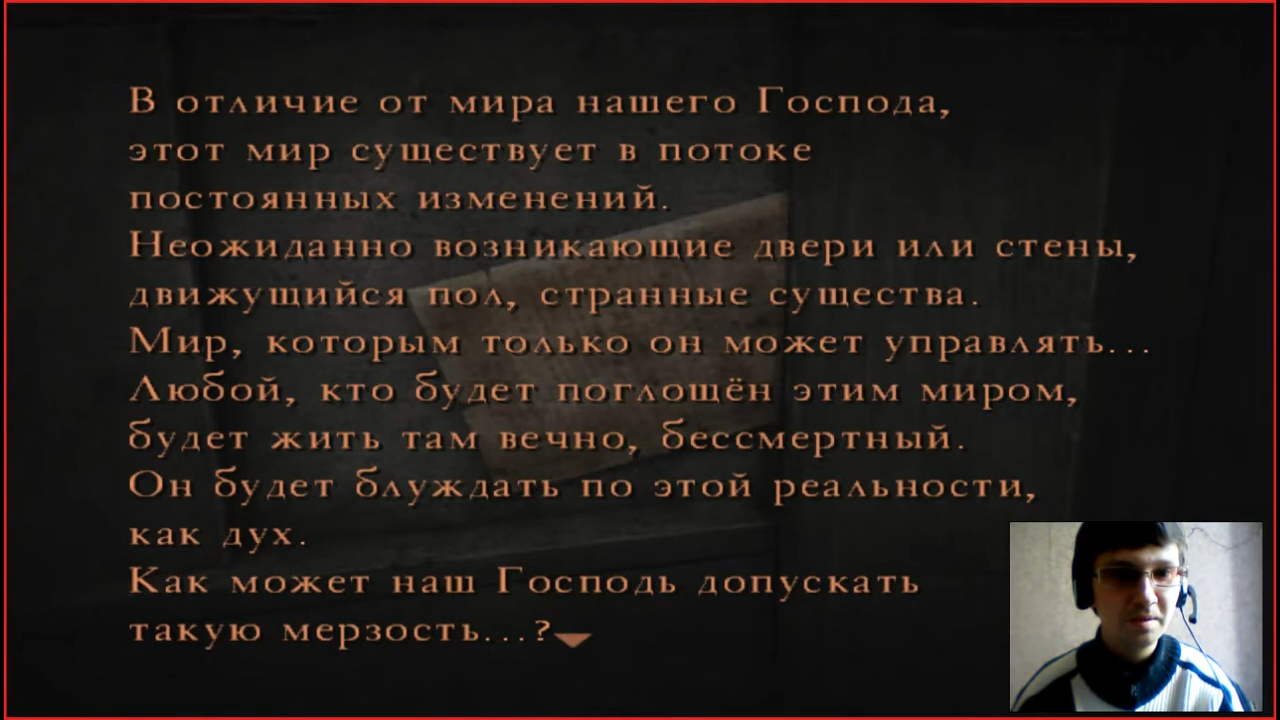 В отличие от мира нашего Господа,
этот мир существует в потоке
постоянных изменений.
Неожиданно возникающие двери или стены,
движущийся пол, странные существа.
Мир, которым только он может управлять...
Любой, кто будет поглощён этим миром,
будет жить там вечно, бессмертный.
Он будет блуждать по этой реальности,
как дух.
Как может наш Господь допускать
такую мерзость...?